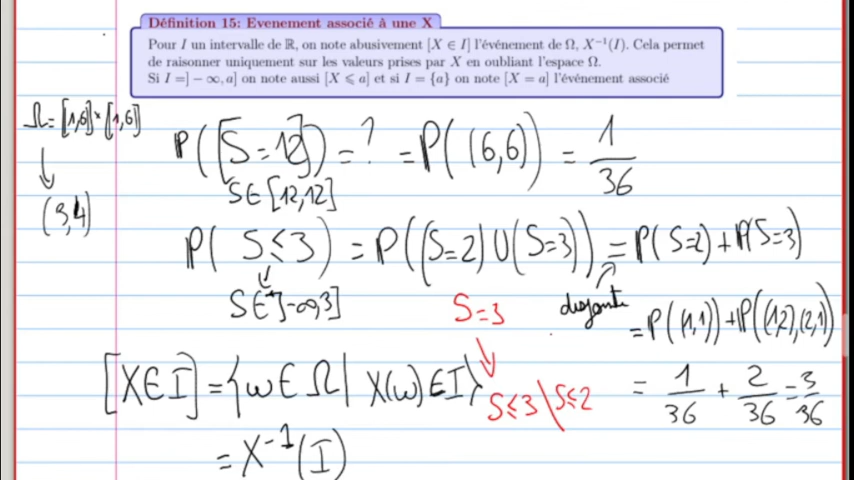 Définition 15: Evenement associé à une X
Pour I un intervalle de ℝ, on note abusivement [X ∈ I] l'événement de Ω, X⁻¹(I). Cela permet
de raisonner uniquement sur les valeurs prises par X en oubliant l'espace Ω.
Si I =] − ∞, a] on note aussi [X ⩽ a] et si I = {a} on note [X = a] l'événement associé
Ω = [1,6] × [1,6]
↓
(3,4)
P([S=12]) = ? = P((6,6)) = 1/36
S ∈ [12,12]
P(S ≤ 3) = P((S=2) ∪ (S=3)) = P(S=2) + P(S=3)
S ∈ ]-∞,3]
disjoints
= P((1,1)) + P((1,2),(2,1))
= 1/36 + 2/36 = 3/36
S=3
S≤3 \ S≤2
[X ∈ I] = {ω ∈ Ω | X(ω) ∈ I}
= X⁻¹(I)